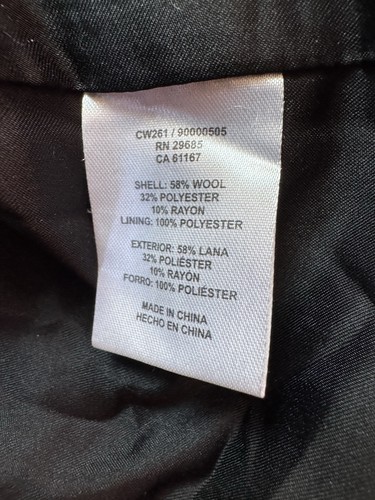 CW261 / 90000505
RN 29685
CA 61167
SHELL: 58% WOOL
32% POLYESTER
10% RAYON
LINING: 100% POLYESTER
EXTERIOR: 58% LANA
32% POLIÉSTER
10% RAYÓN
FORRO: 100% POLIÉSTER
MADE IN CHINA
HECHO EN CHINA